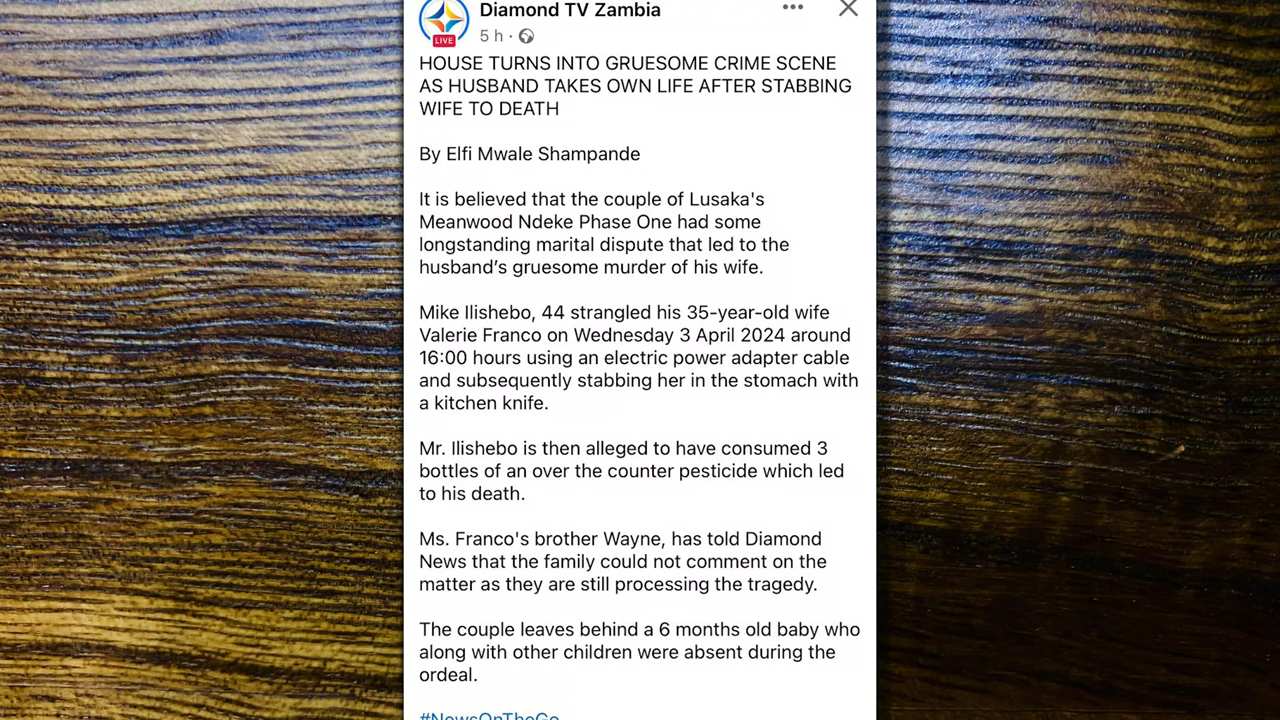 Diamond TV Zambia
LIVE
5 h ·
HOUSE TURNS INTO GRUESOME CRIME SCENE
AS HUSBAND TAKES OWN LIFE AFTER STABBING
WIFE TO DEATH
By Elfi Mwale Shampande
It is believed that the couple of Lusaka's
Meanwood Ndeke Phase One had some
longstanding marital dispute that led to the
husband’s gruesome murder of his wife.
Mike Ilishebo, 44 strangled his 35-year-old wife
Valerie Franco on Wednesday 3 April 2024 around
16:00 hours using an electric power adapter cable
and subsequently stabbing her in the stomach with
a kitchen knife.
Mr. Ilishebo is then alleged to have consumed 3
bottles of an over the counter pesticide which led
to his death.
Ms. Franco's brother Wayne, has told Diamond
News that the family could not comment on the
matter as they are still processing the tragedy.
The couple leaves behind a 6 months old baby who
along with other children were absent during the
ordeal.
#NewsOnTheGo